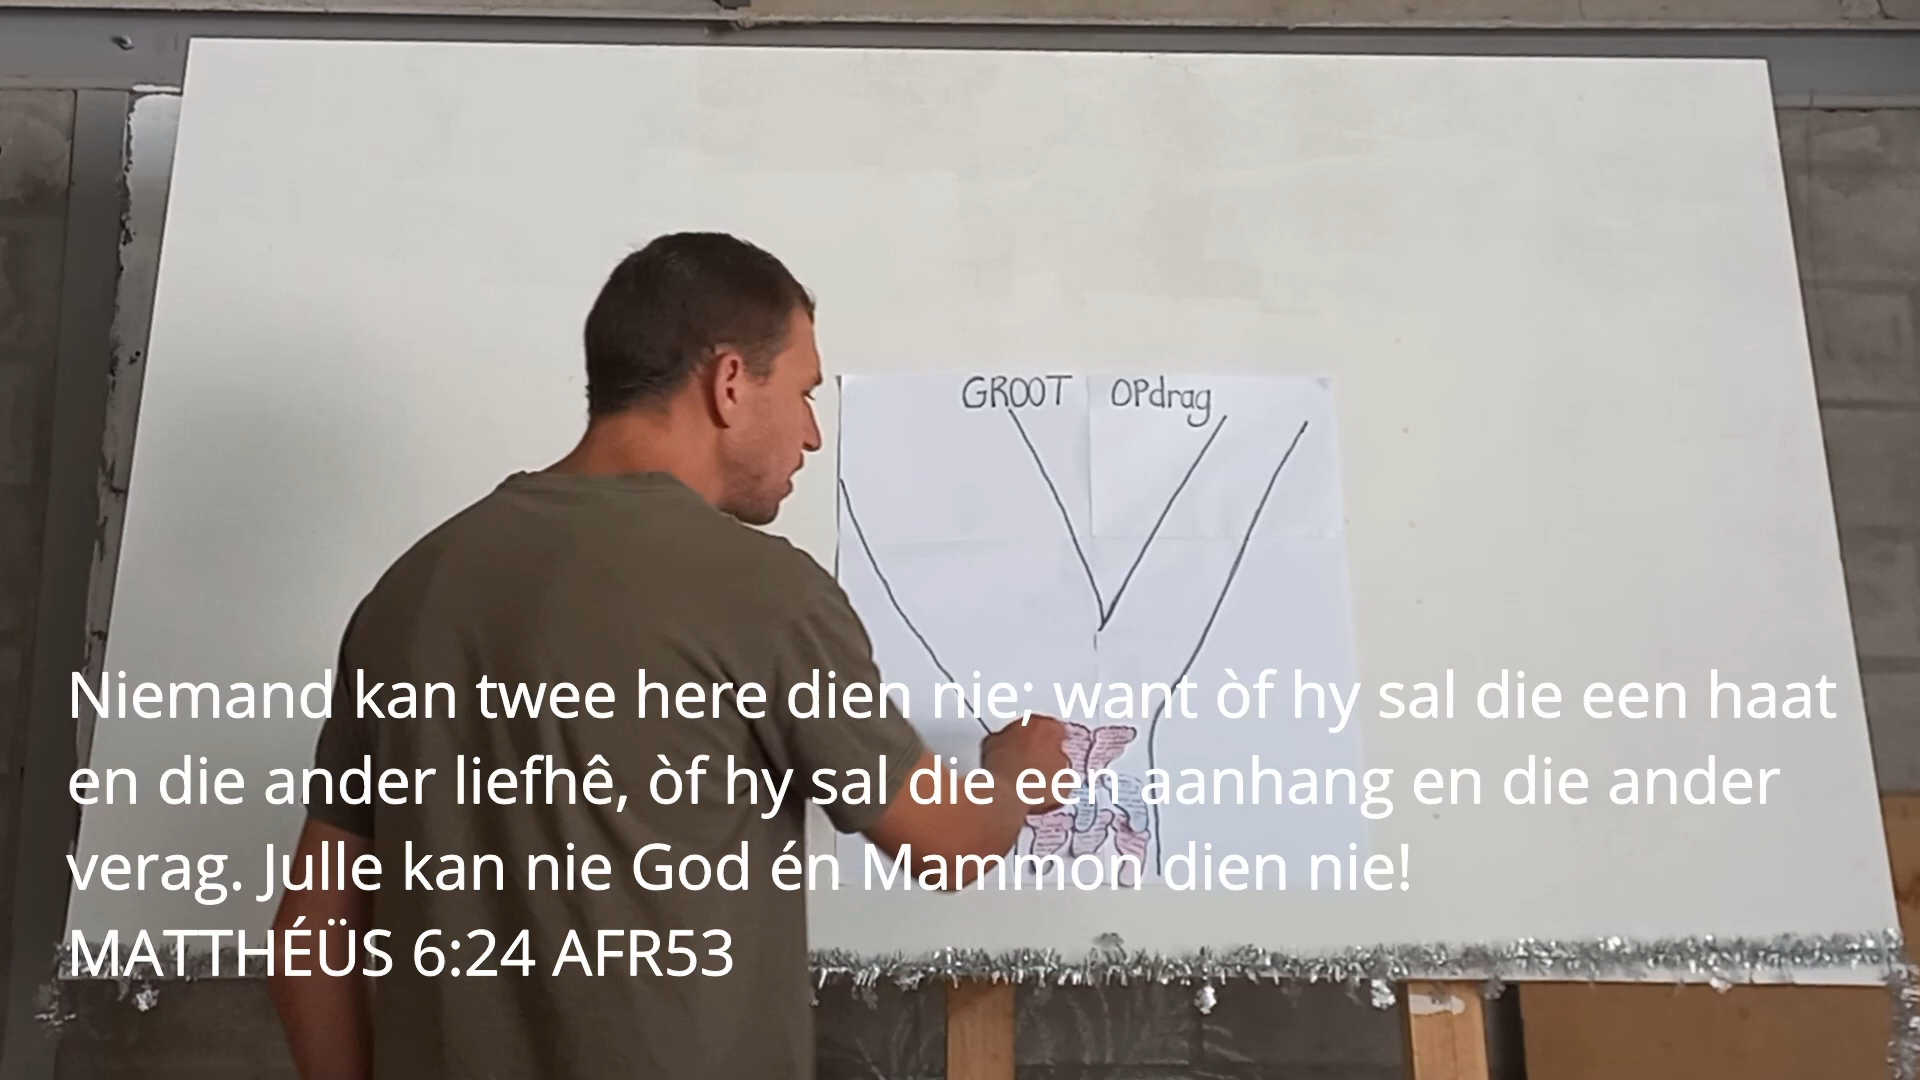 GROOT OPdrag
Niemand kan twee here dien nie; want òf hy sal die een haat
en die ander liefhê, òf hy sal die een aanhang en die ander
verag. Julle kan nie God én Mammon dien nie!
MATTHÉÜS 6:24 AFR53